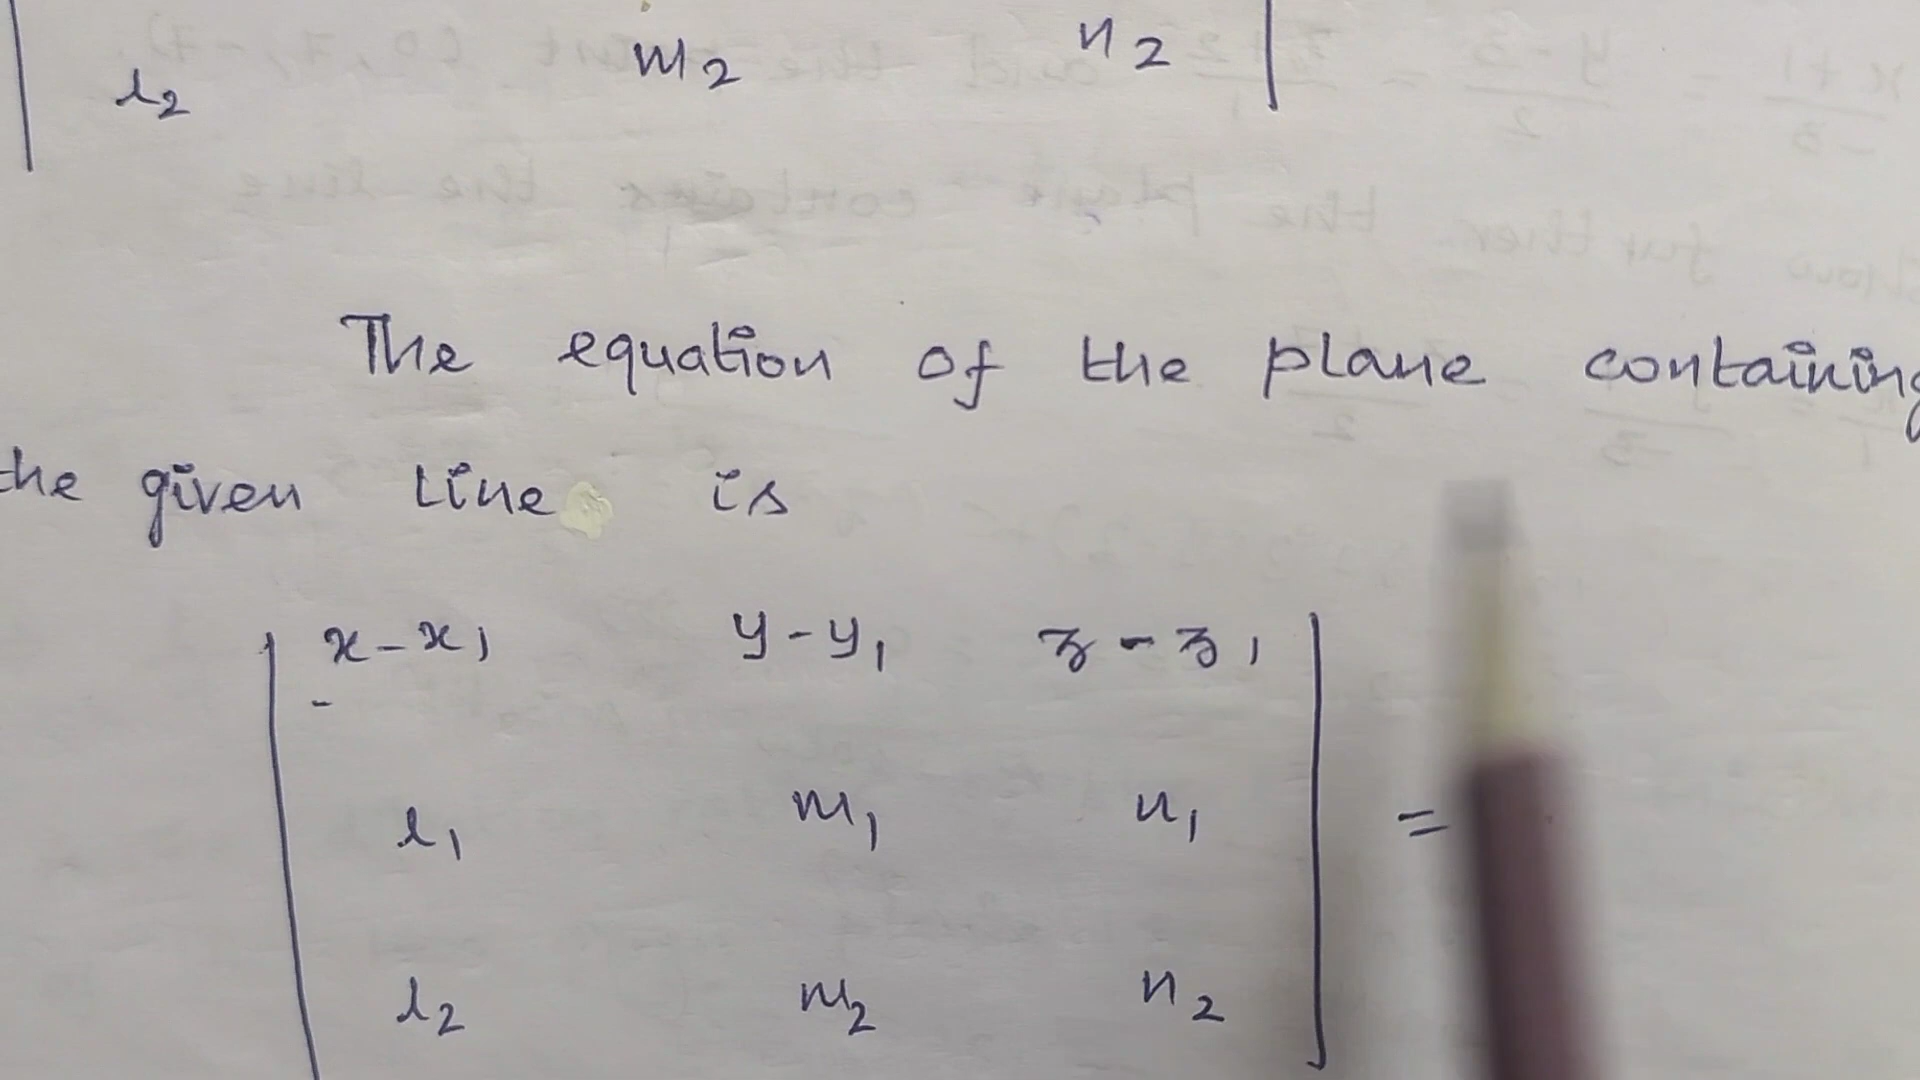 l₂ m₂ n₂
The equation of the plane containing
the given line is
x-x₁ y-y₁ z-z₁
l₁ m₁ n₁ =
l₂ m₂ n₂